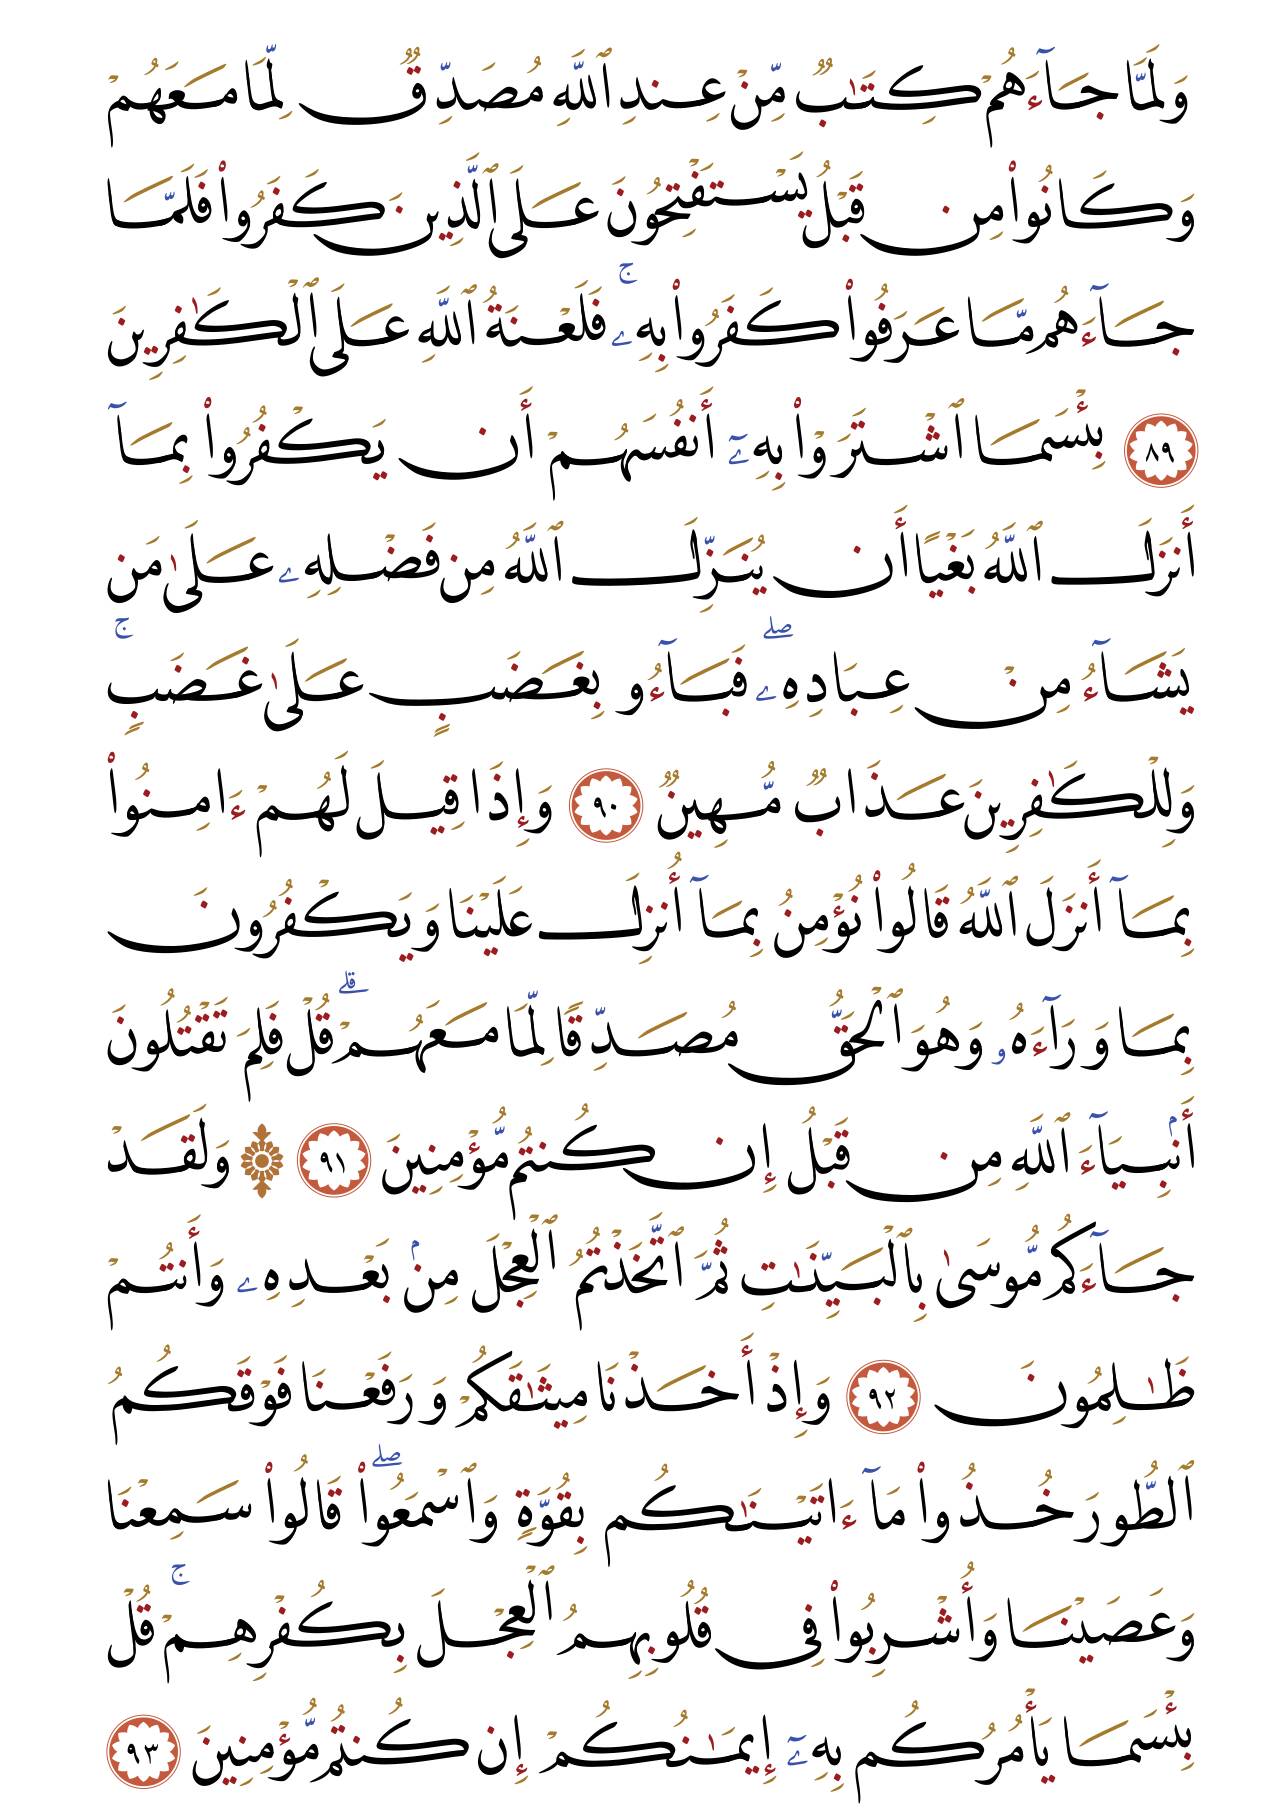 وَلَمَّا جَآءَهُمْ كِتَٰبٌ مِّنْ عِندِ ٱللَّهِ مُصَدِّقٌ لِّمَا مَعَهُمْ
وَكَانُوا۟ مِن قَبْلُ يَسْتَفْتِحُونَ عَلَى ٱلَّذِينَ كَفَرُوا۟ فَلَمَّا
جَآءَهُم مَّا عَرَفُوا۟ كَفَرُوا۟ بِهِۦ ۚ فَلَعْنَةُ ٱللَّهِ عَلَى ٱلْكَٰفِرِينَ
٨٩ بِئْسَمَا ٱشْتَرَوْا۟ بِهِۦٓ أَنفُسَهُمْ أَن يَكْفُرُوا۟ بِمَآ
أَنزَلَ ٱللَّهُ بَغْيًا أَن يُنَزِّلَ ٱللَّهُ مِن فَضْلِهِۦ عَلَىٰ مَن
يَشَآءُ مِنْ عِبَادِهِۦ ۖ فَبَآءُو بِغَضَبٍ عَلَىٰ غَضَبٍ ۚ
وَلِلْكَٰفِرِينَ عَذَابٌ مُّهِينٌ ٩٠ وَإِذَا قِيلَ لَهُمْ ءَامِنُوا۟
بِمَآ أَنزَلَ ٱللَّهُ قَالُوا۟ نُؤْمِنُ بِمَآ أُنزِلَ عَلَيْنَا وَيَكْفُرُونَ
بِمَا وَرَآءَهُۥ وَهُوَ ٱلْحَقُّ مُصَدِّقًا لِّمَا مَعَهُمْ ۗ قُلْ فَلِمَ تَقْتُلُونَ
أَنۢبِيَآءَ ٱللَّهِ مِن قَبْلُ إِن كُنتُم مُّؤْمِنِينَ ٩١ ۞ وَلَقَدْ
جَآءَكُم مُّوسَىٰ بِٱلْبَيِّنَٰتِ ثُمَّ ٱتَّخَذْتُمُ ٱلْعِجْلَ مِنۢ بَعْدِهِۦ وَأَنتُمْ
ظَٰلِمُونَ ٩٢ وَإِذْ أَخَذْنَا مِيثَٰقَكُمْ وَرَفَعْنَا فَوْقَكُمُ
ٱلطُّورَ خُذُوا۟ مَآ ءَاتَيْنَٰكُم بِقُوَّةٍ وَٱسْمَعُوا۟ ۖ قَالُوا۟ سَمِعْنَا
وَعَصَيْنَا وَأُشْرِبُوا۟ فِى قُلُوبِهِمُ ٱلْعِجْلَ بِكُفْرِهِمْ ۚ قُلْ
بِئْسَمَا يَأْمُرُكُم بِهِۦٓ إِيمَٰنُكُمْ إِن كُنتُم مُّؤْمِنِينَ ٩٣